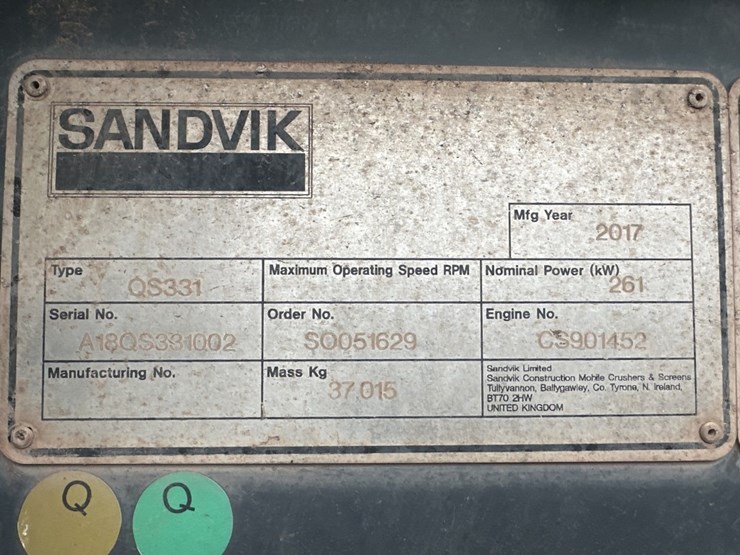 SANDVIK
Mfg Year
2017
Type
QS331
Maximum Operating Speed RPM
Nominal Power (kW)
261
Serial No.
A18QS331002
Order No.
SO051629
Engine No.
CS901452
Manufacturing No.
Mass Kg
37.015
Sandvik Limited
Sandvik Construction Mobile Crushers & Screens
Tullyvannon, Ballygawley, Co. Tyrone, N. Ireland,
BT70 2HW
UNITED KINGDOM
Q
Q